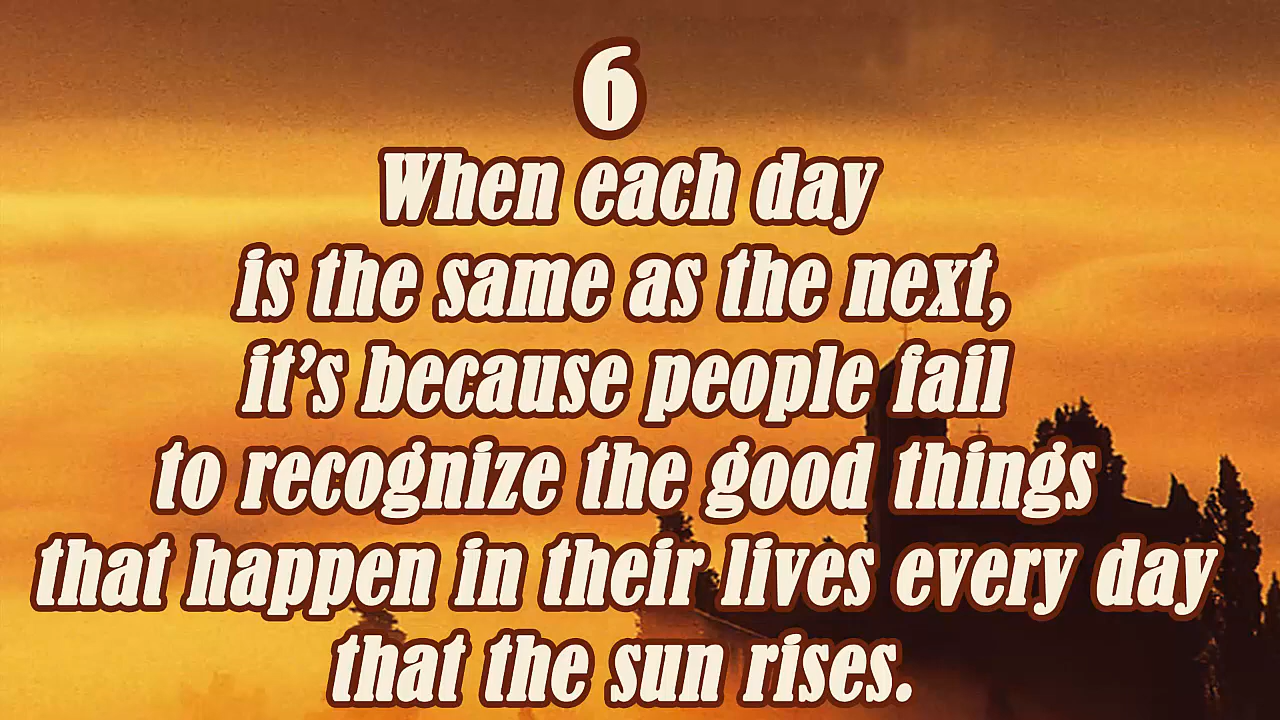 6
When each day
is the same as the next,
it’s because people fail
to recognize the good things
that happen in their lives every day
that the sun rises.